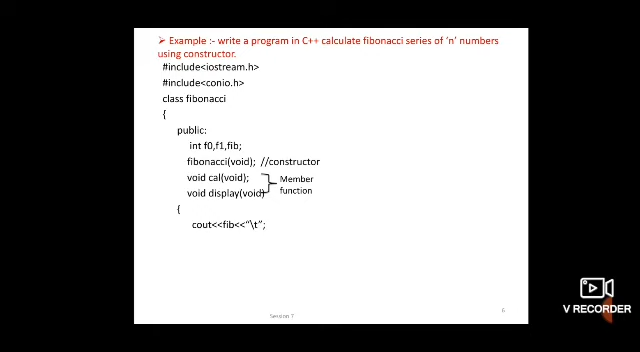 ➢ Example :- write a program in C++ calculate fibonacci series of 'n' numbers
using constructor.
#include<iostream.h>
#include<conio.h>
class fibonacci
{
public:
int f0,f1,fib;
fibonacci(void); //constructor
void cal(void);
void display(void)
Member
function
{
cout<<fib<<"\t";
Session 7
6
V RECORDER